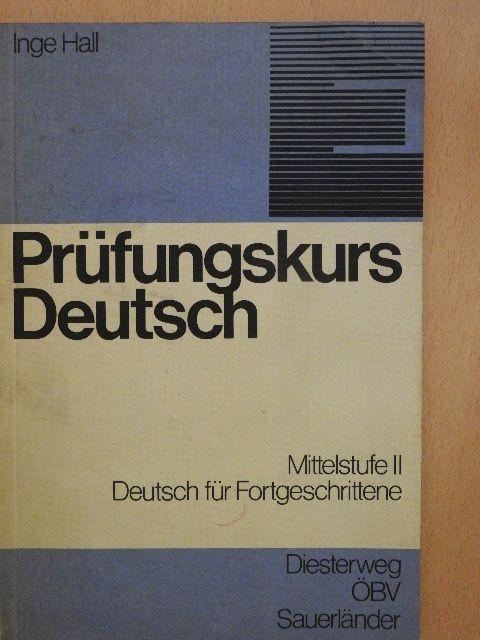 Inge Hall
Prüfungskurs
Deutsch
Mittelstufe II
Deutsch für Fortgeschrittene
Diesterweg
ÖBV
Sauerländer